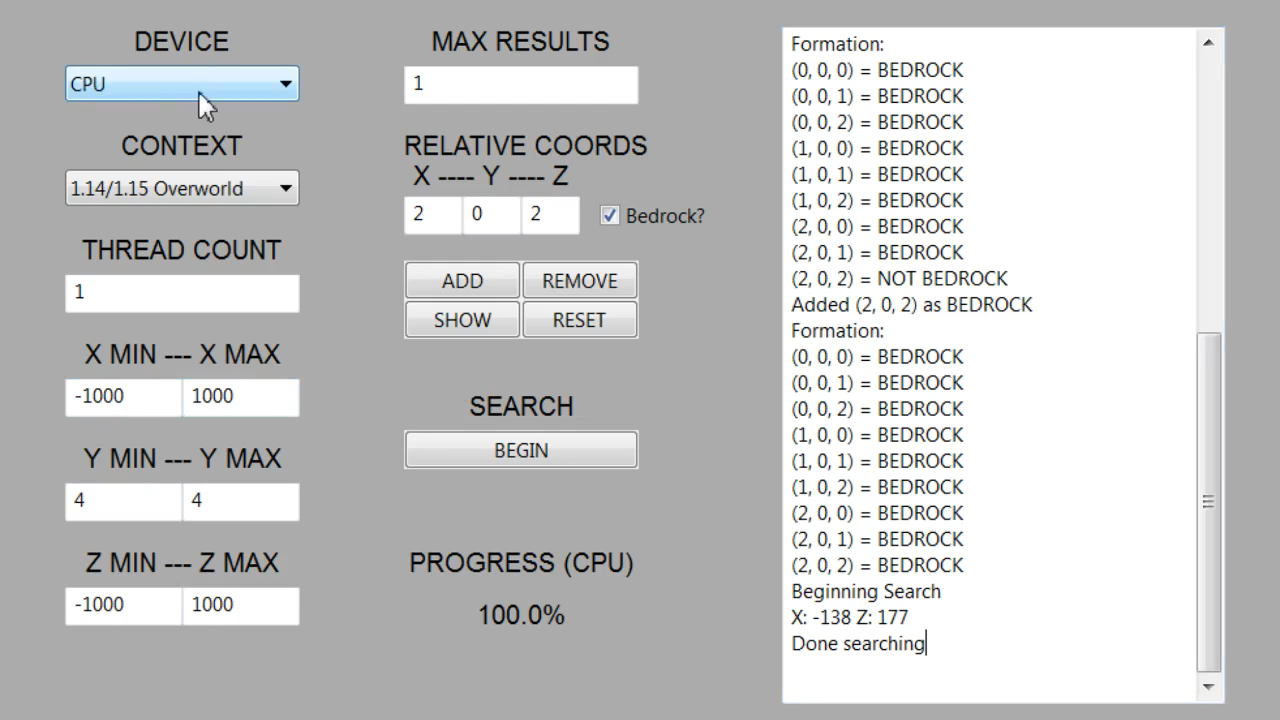 DEVICE
CPU
CONTEXT
1.14/1.15 Overworld
THREAD COUNT
1
X MIN --- X MAX
-1000 1000
Y MIN --- Y MAX
4 4
Z MIN --- Z MAX
-1000 1000
MAX RESULTS
1
RELATIVE COORDS
X ---- Y ---- Z
2 0 2 Bedrock?
ADD REMOVE
SHOW RESET
SEARCH
BEGIN
PROGRESS (CPU)
100.0%
Formation:
(0, 0, 0) = BEDROCK
(0, 0, 1) = BEDROCK
(0, 0, 2) = BEDROCK
(1, 0, 0) = BEDROCK
(1, 0, 1) = BEDROCK
(1, 0, 2) = BEDROCK
(2, 0, 0) = BEDROCK
(2, 0, 1) = BEDROCK
(2, 0, 2) = NOT BEDROCK
Added (2, 0, 2) as BEDROCK
Formation:
(0, 0, 0) = BEDROCK
(0, 0, 1) = BEDROCK
(0, 0, 2) = BEDROCK
(1, 0, 0) = BEDROCK
(1, 0, 1) = BEDROCK
(1, 0, 2) = BEDROCK
(2, 0, 0) = BEDROCK
(2, 0, 1) = BEDROCK
(2, 0, 2) = BEDROCK
Beginning Search
X: -138 Z: 177
Done searching